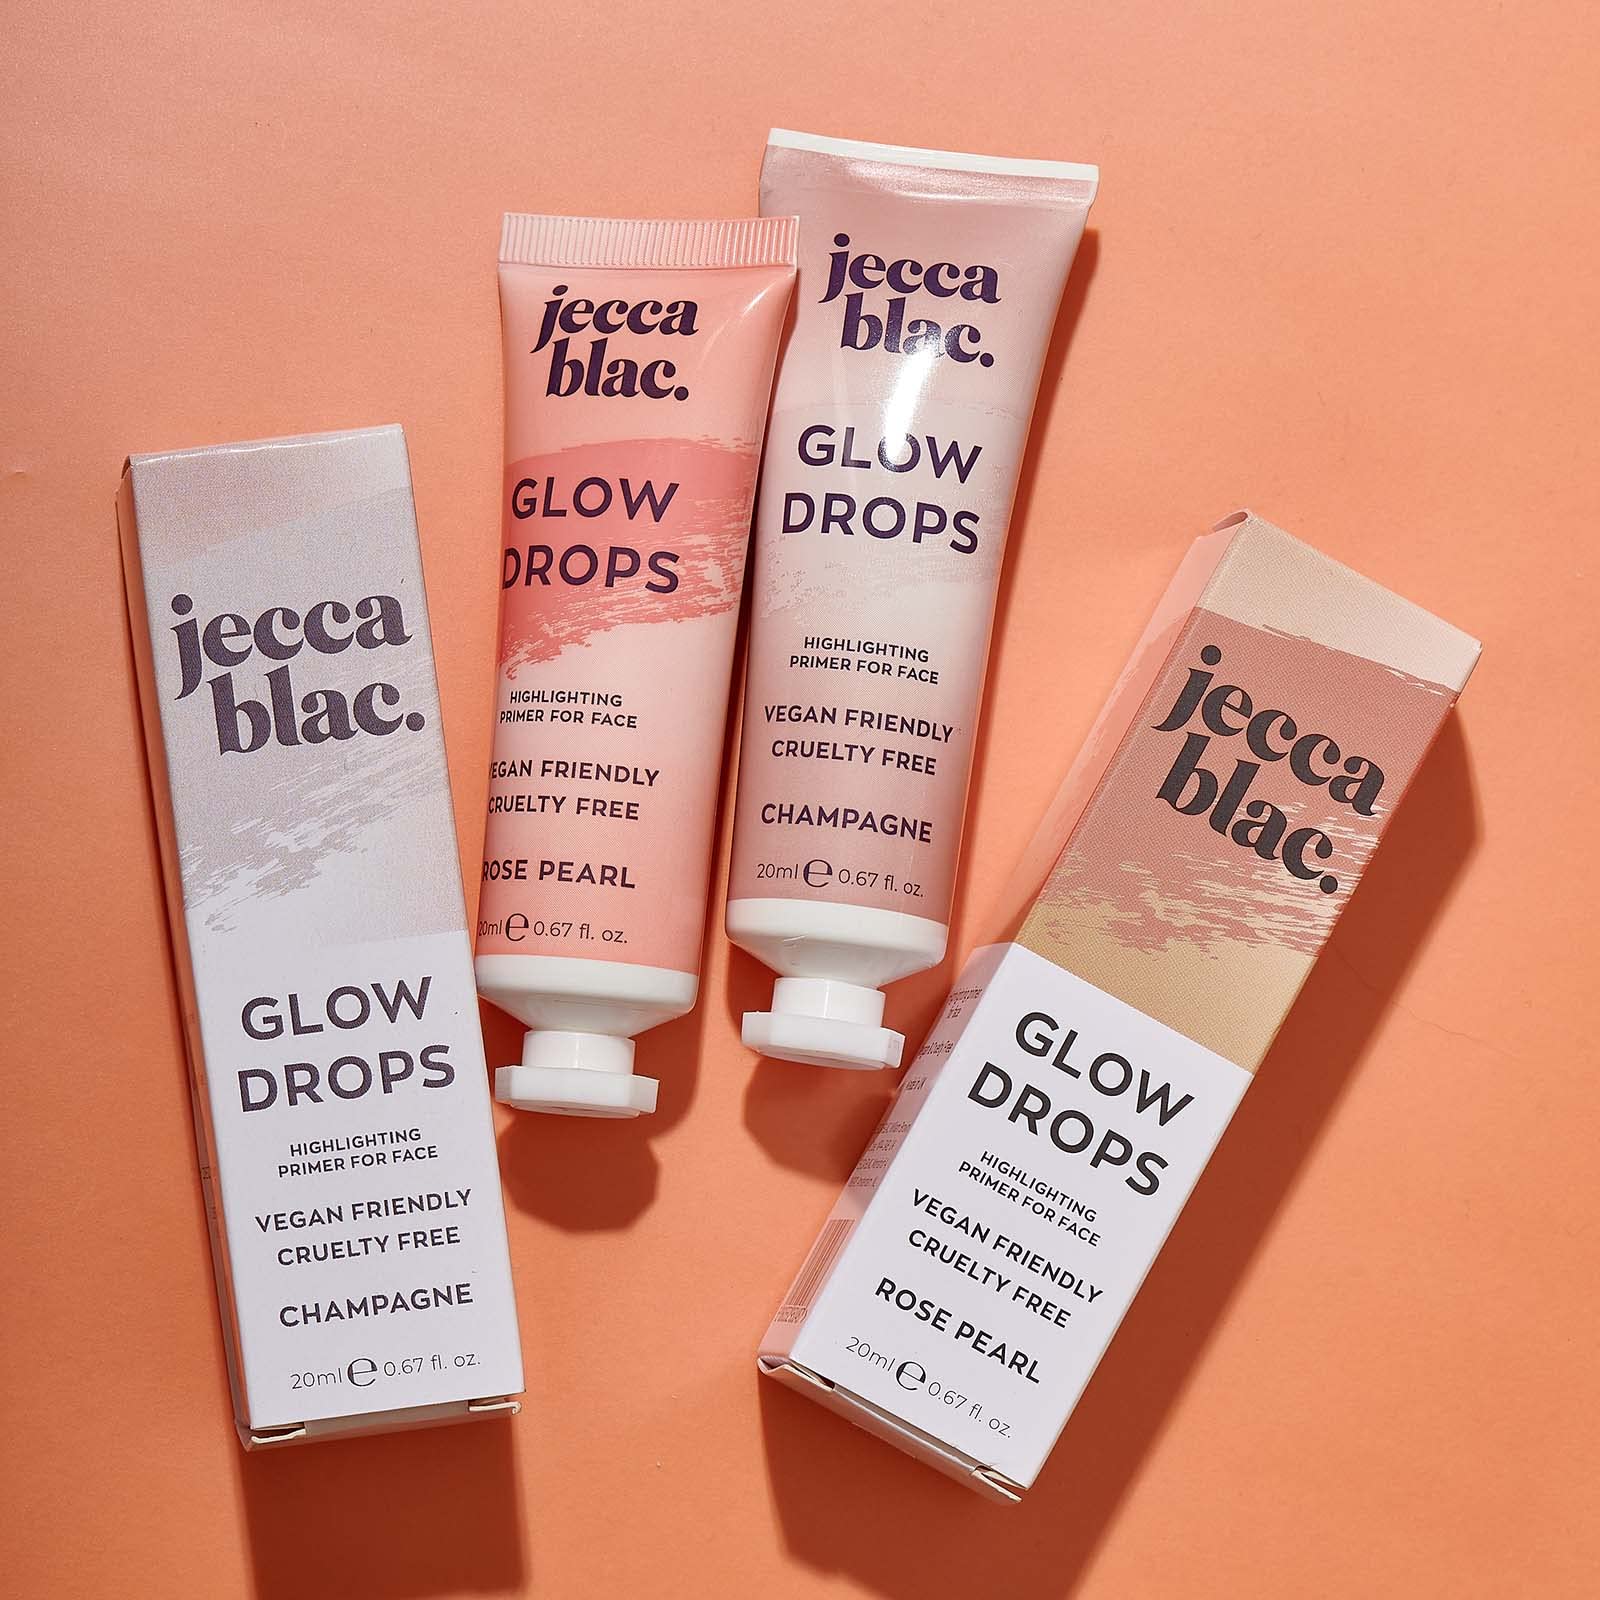 jecca
blac.
GLOW
DROPS
HIGHLIGHTING
PRIMER FOR FACE
VEGAN FRIENDLY
CRUELTY FREE
CHAMPAGNE
20ml e 0.67 fl. oz.
jecca
blac.
GLOW
DROPS
HIGHLIGHTING
PRIMER FOR FACE
VEGAN FRIENDLY
CRUELTY FREE
ROSE PEARL
20ml e 0.67 fl. oz.
jecca
blac.
GLOW
DROPS
HIGHLIGHTING
PRIMER FOR FACE
VEGAN FRIENDLY
CRUELTY FREE
CHAMPAGNE
20ml e 0.67 fl. oz.
jecca
blac.
GLOW
DROPS
HIGHLIGHTING
PRIMER FOR FACE
VEGAN FRIENDLY
CRUELTY FREE
ROSE PEARL
20ml e 0.67 fl. oz.